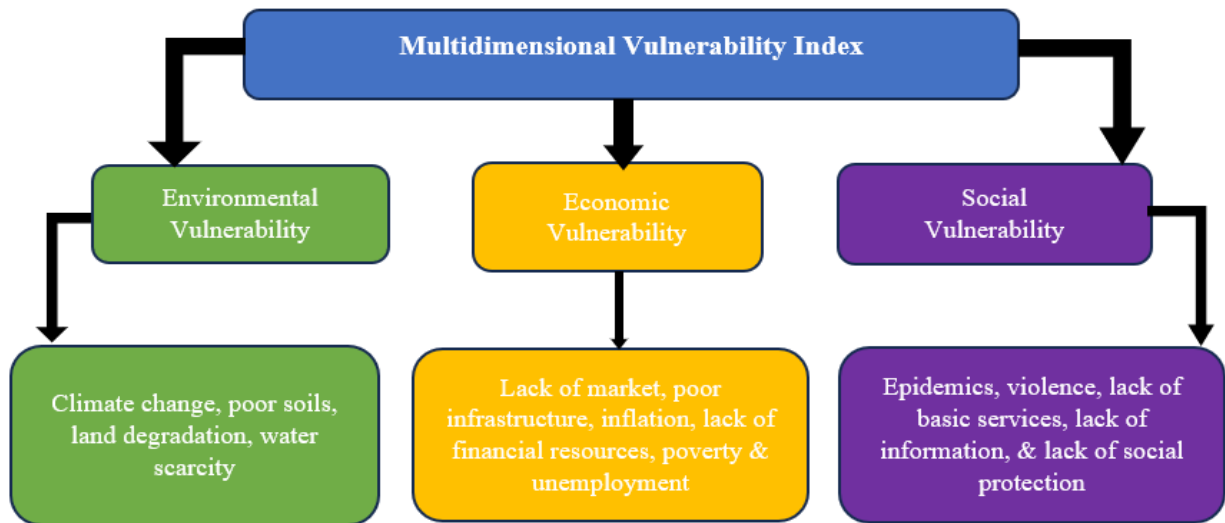 Multidimensional Vulnerability Index
Environmental
Vulnerability
Economic
Vulnerability
Social
Vulnerability
Climate change, poor soils,
land degradation, water
scarcity
Lack of market, poor
infrastructure, inflation, lack of
financial resources, poverty &
unemployment
Epidemics, violence, lack of
basic services, lack of
information, & lack of social
protection